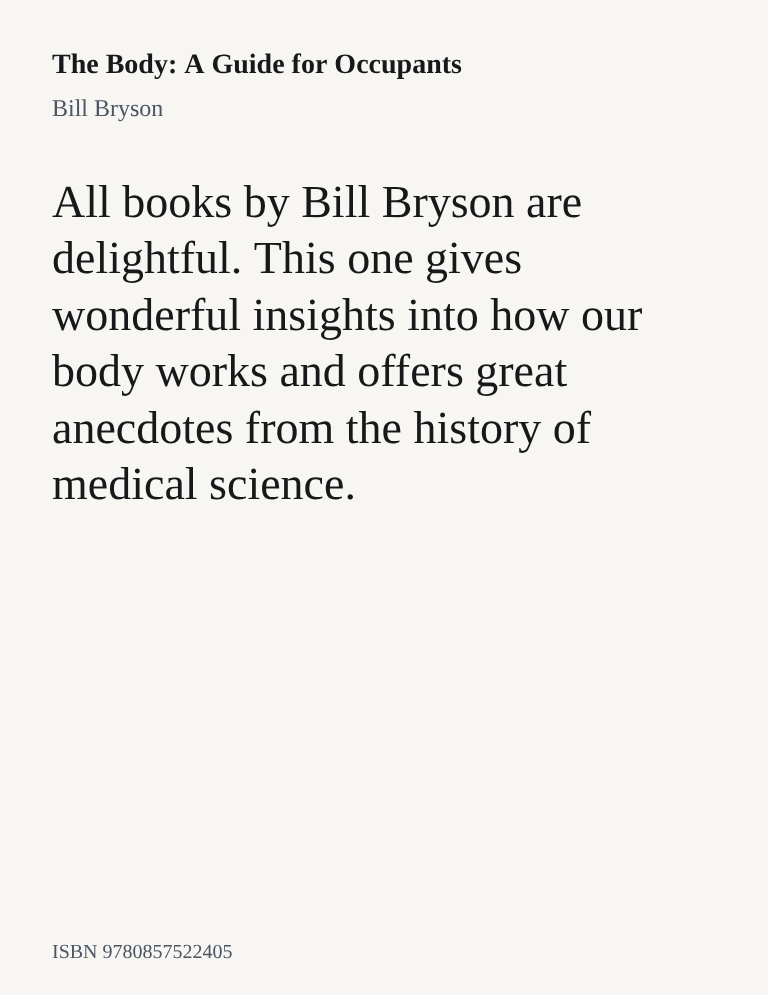 The Body: A Guide for Occupants
Bill Bryson
All books by Bill Bryson are
delightful. This one gives
wonderful insights into how our
body works and offers great
anecdotes from the history of
medical science.
ISBN 9780857522405